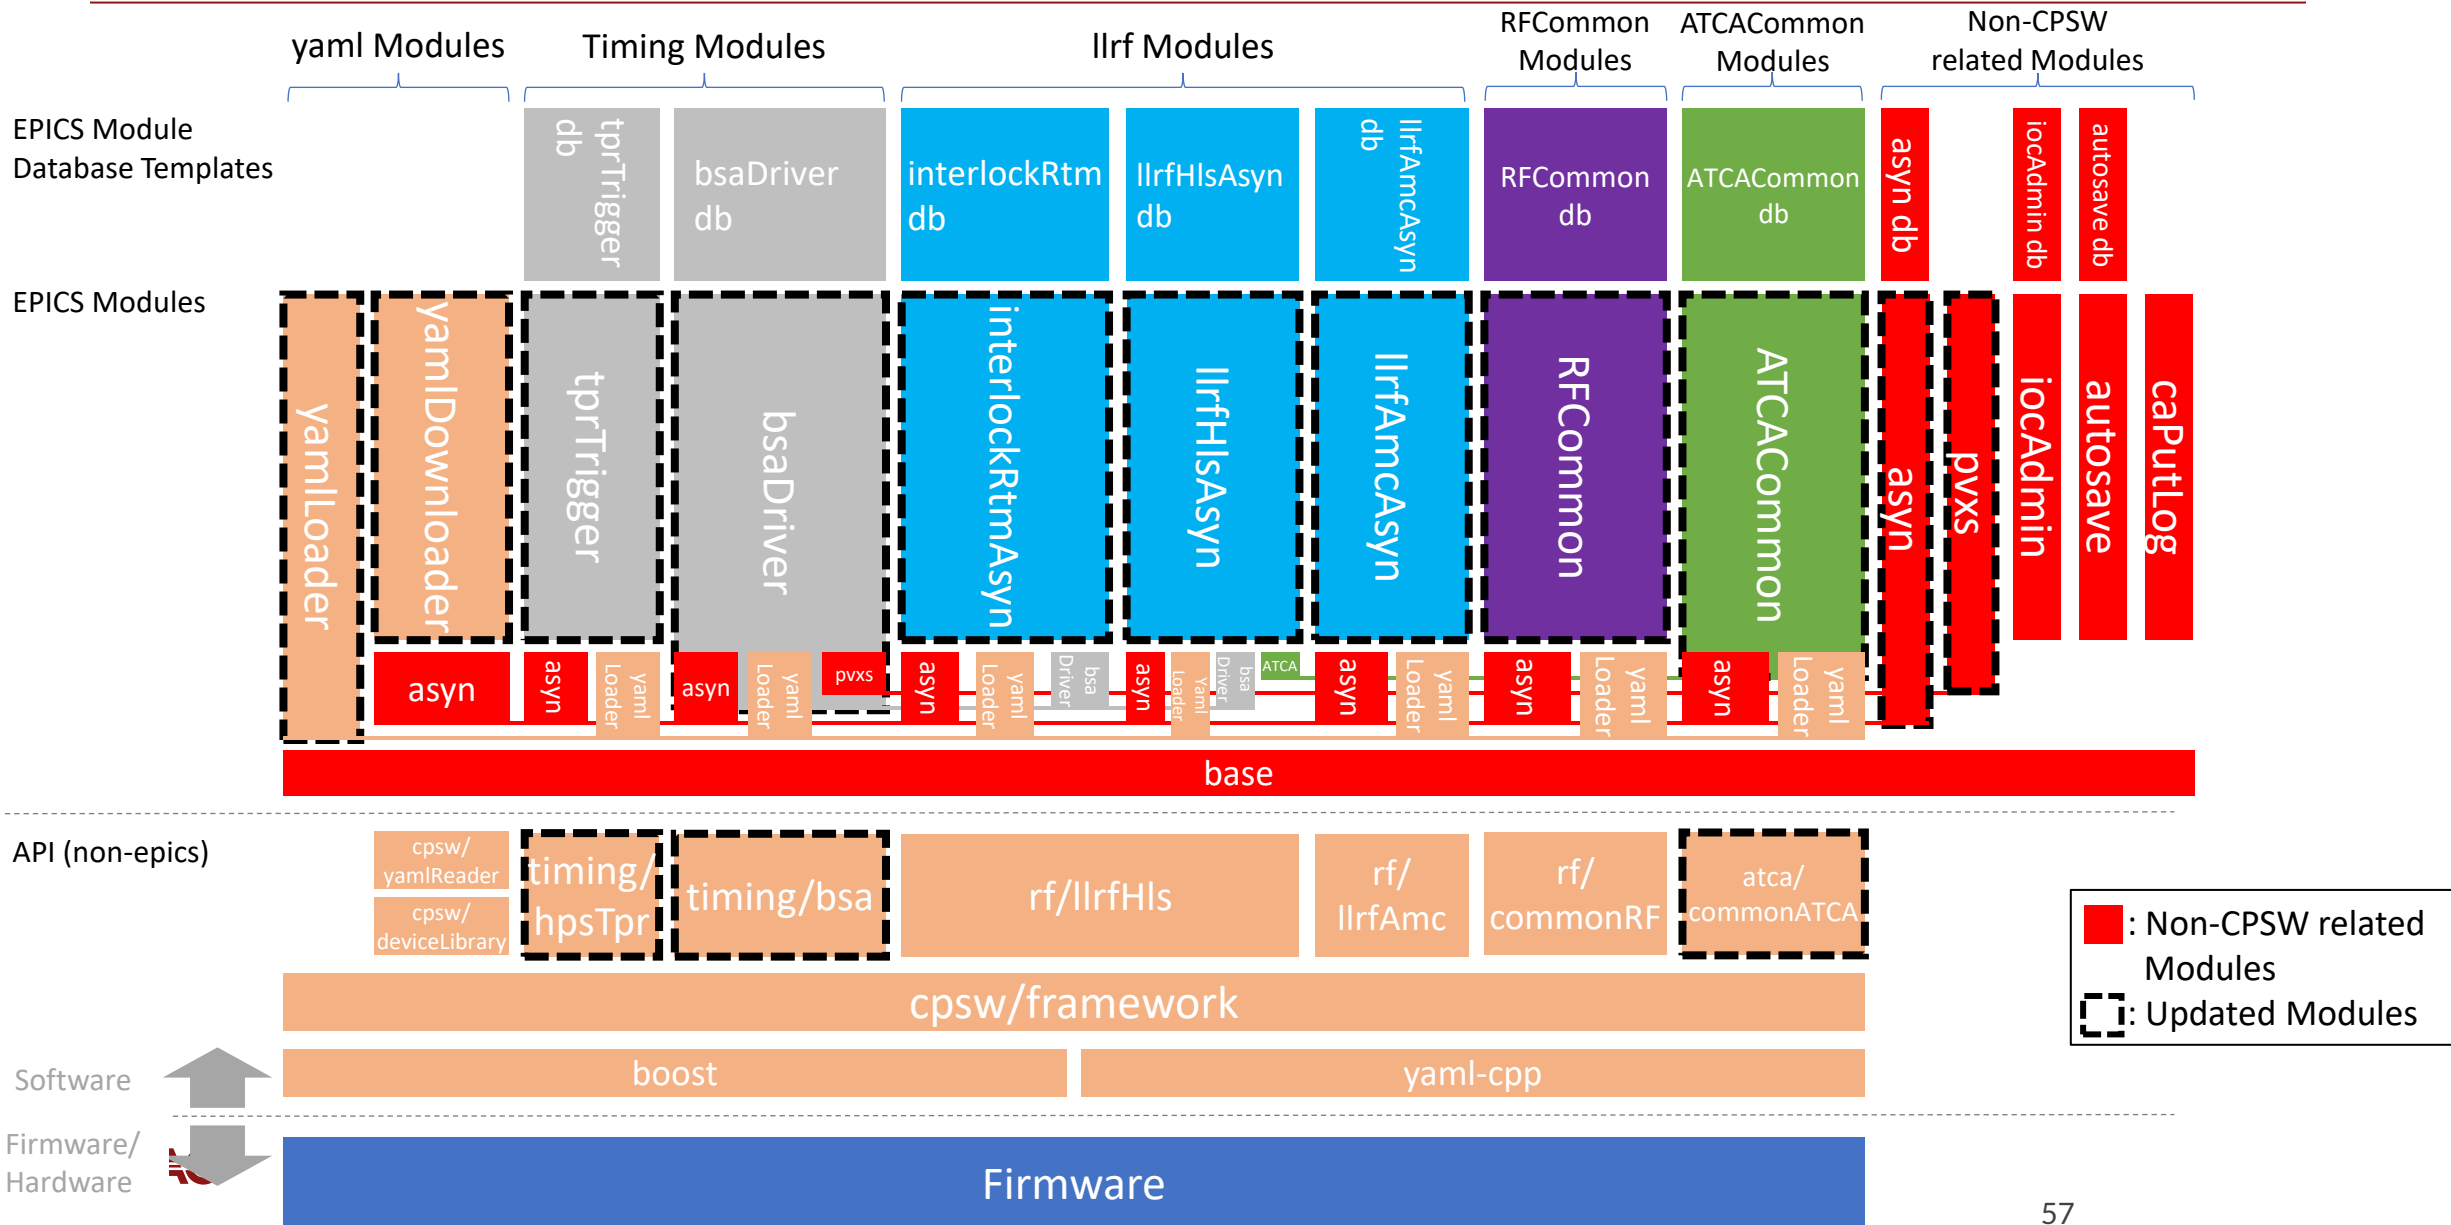 yaml Modules
Timing Modules
llrf Modules
RFCommon
Modules
ATCACommon
Modules
Non-CPSW
related Modules
EPICS Module
Database Templates
tprTrigger
db
bsaDriver
db
interlockRtm
db
llrfHlsAsyn
db
llrfAmcAsyn
db
RFCommon
db
ATCACommon
db
asyn db
iocAdmin db
autosave db
EPICS Modules
yamlLoader
yamlDownloader
tprTrigger
bsaDriver
interlockRtmAsyn
llrfHlsAsyn
llrfAmcAsyn
RFCommon
ATCACommon
asyn
pvxs
iocAdmin
autosave
caPutLog
asyn
asyn
yaml
Loader
asyn
yaml
Loader
pvxs
asyn
yaml
Loader
bsa
Driver
asyn
Yaml
Loader
bsa
Driver
ATCA
asyn
yaml
Loader
asyn
yaml
Loader
asyn
yaml
Loader
base
API (non-epics)
cpsw/
yamlReader
cpsw/
deviceLibrary
timing/
hpsTpr
timing/bsa
rf/llrfHls
rf/
llrfAmc
rf/
commonRF
atca/
commonATCA
: Non-CPSW related
Modules
: Updated Modules
cpsw/framework
Software
boost
yaml-cpp
Firmware/
Hardware
Firmware
57